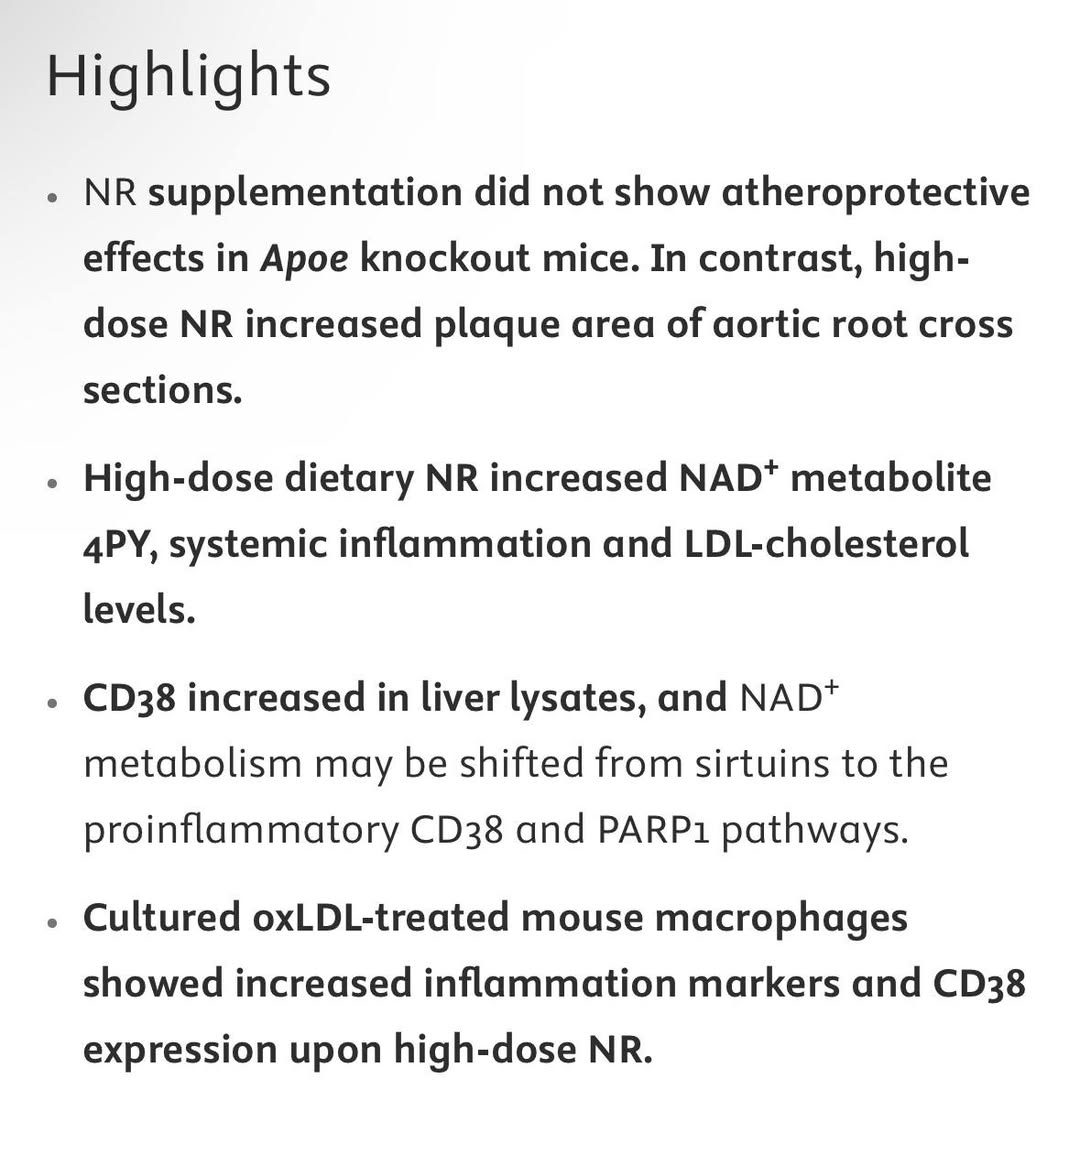 Highlights
• NR supplementation did not show atheroprotective
effects in Apoe knockout mice. In contrast, high-
dose NR increased plaque area of aortic root cross
sections.
• High-dose dietary NR increased NAD⁺ metabolite
4PY, systemic inflammation and LDL-cholesterol
levels.
• CD38 increased in liver lysates, and NAD⁺
metabolism may be shifted from sirtuins to the
proinflammatory CD38 and PARP1 pathways.
• Cultured oxLDL-treated mouse macrophages
showed increased inflammation markers and CD38
expression upon high-dose NR.